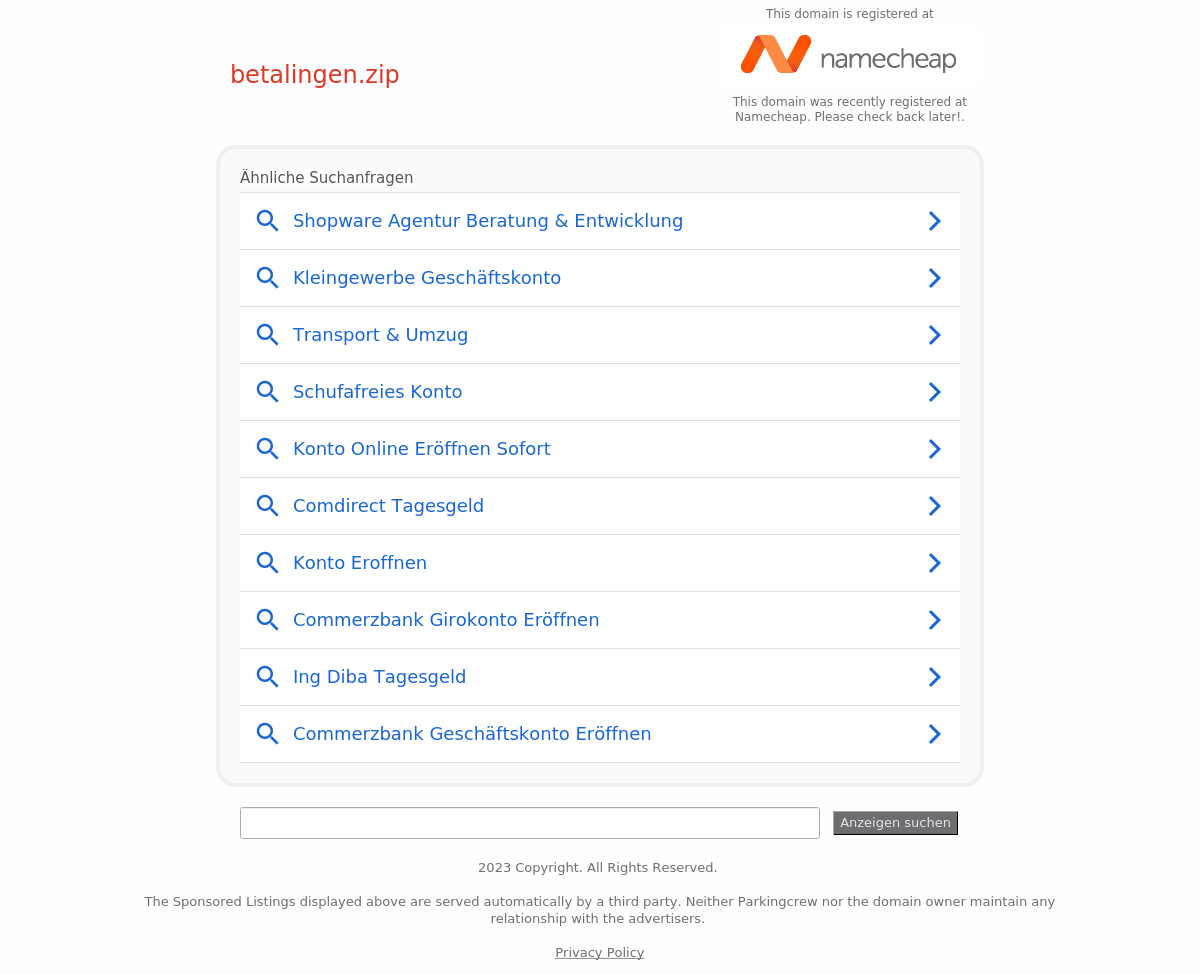 This domain is registered at
namecheap
betalingen.zip
This domain was recently registered at
Namecheap. Please check back later!.
Ähnliche Suchanfragen
Shopware Agentur Beratung & Entwicklung
Kleingewerbe Geschäftskonto
Transport & Umzug
Schufafreies Konto
Konto Online Eröffnen Sofort
Comdirect Tagesgeld
Konto Eroffnen
Commerzbank Girokonto Eröffnen
Ing Diba Tagesgeld
Commerzbank Geschäftskonto Eröffnen
Anzeigen suchen
2023 Copyright. All Rights Reserved.
The Sponsored Listings displayed above are served automatically by a third party. Neither Parkingcrew nor the domain owner maintain any
relationship with the advertisers.
Privacy Policy